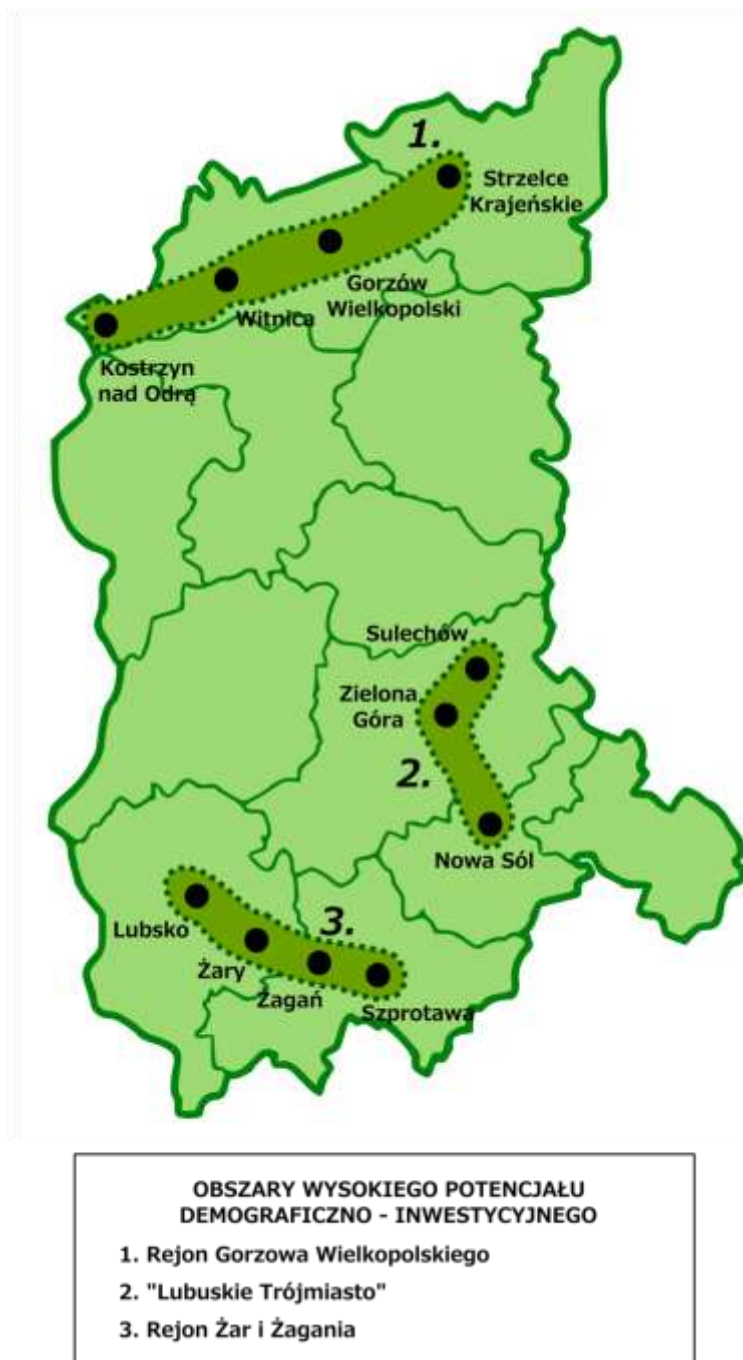 1.
Strzelce
Krajeńskie
Gorzów
Wielkopolski
Witnica
Kostrzyn
nad Odrą
Sulechów
Zielona
Góra
2.
Nowa Sól
Lubsko
3.
Żary
Żagań
Szprotawa
OBSZARY WYSOKIEGO POTENCJAŁU
DEMOGRAFICZNO - INWESTYCYJNEGO
1. Rejon Gorzowa Wielkopolskiego
2. "Lubuskie Trójmiasto"
3. Rejon Żar i Żagania